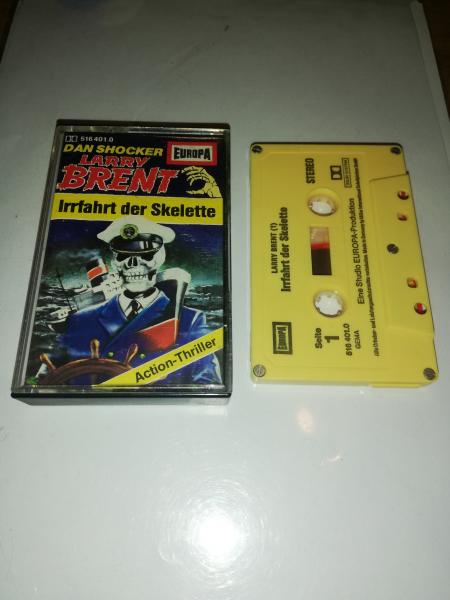 516 401.0
DAN SHOCKER
LARRY
BRENT
EUROPA
Irrfahrt der Skelette
Action-Thriller
STEREO
LARRY BRENT (1)
Irrfahrt der Skelette
Eine Studio EUROPA-Produktion
EUROPA
Seite
1
516 401.0
GEMA